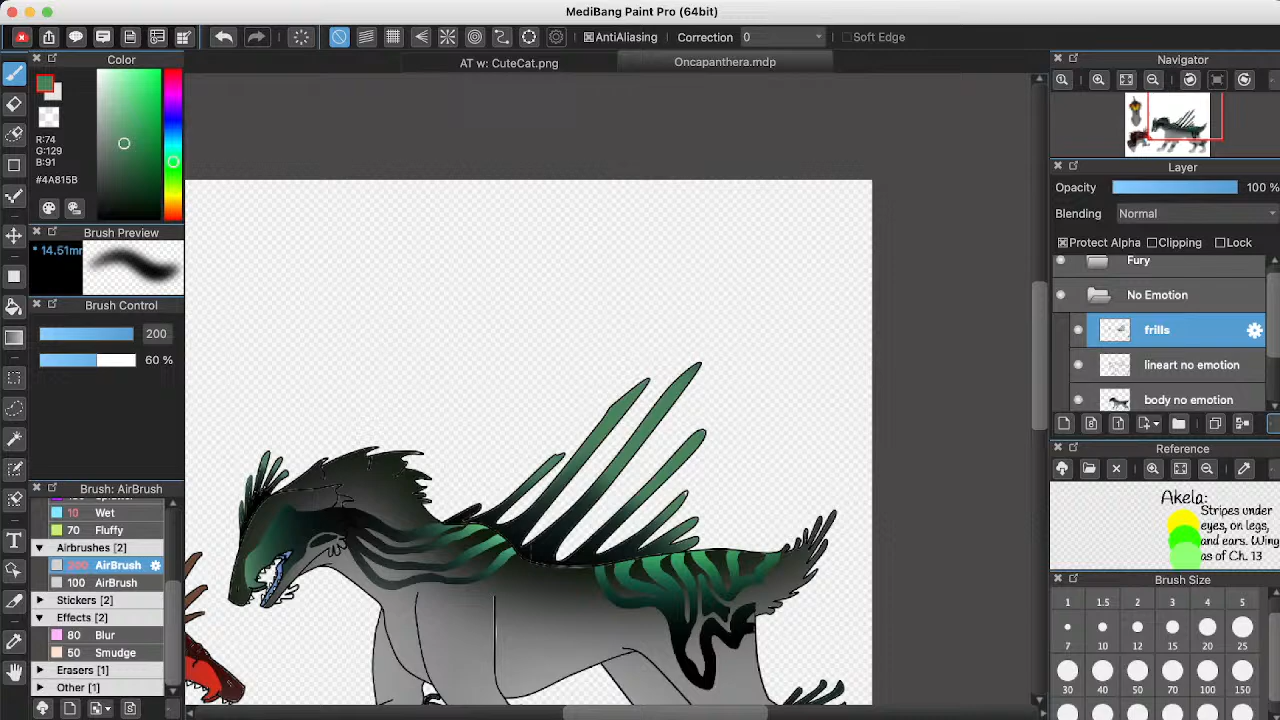 MediBang Paint Pro (64bit)
AntiAliasing Correction 0 Soft Edge
AT w: CuteCat.png
Oncapanthera.mdp
Color
R:74
G:129
B:91
#4A815B
Brush Preview
* 14.51mm
Brush Control
200
60 %
Brush: AirBrush
10 Wet
70 Fluffy
Airbrushes [2]
200 AirBrush
100 AirBrush
Stickers [2]
Effects [2]
80 Blur
50 Smudge
Erasers [1]
Other [1]
Navigator
Layer
Opacity 100 %
Blending Normal
Protect Alpha Clipping Lock
Fury
No Emotion
frills
lineart no emotion
body no emotion
Reference
Akela:
Stripes under
eyes, on legs,
and ears. Wing
as of Ch. 13
Brush Size
1 1.5 2 3 4 5
7 10 12 15 20 25
30 40 50 70 100 150